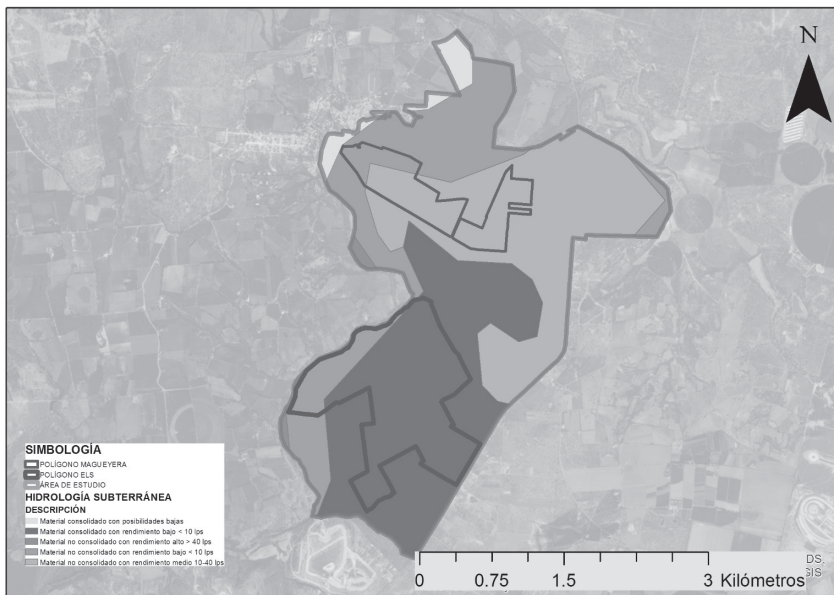 N
SIMBOLOGÍA
POLÍGONO MAGUEYERA
POLÍGONO ELS
ÁREA DE ESTUDIO
HIDROLOGÍA SUBTERRÁNEA
DESCRIPCIÓN
Material consolidado con posibilidades bajas
Material consolidado con rendimiento bajo < 10 lps
Material no consolidado con rendimiento alto > 40 lps
Material no consolidado con rendimiento bajo < 10 lps
Material no consolidado con rendimiento medio 10-40 lps
0 0.75 1.5 3 Kilómetros